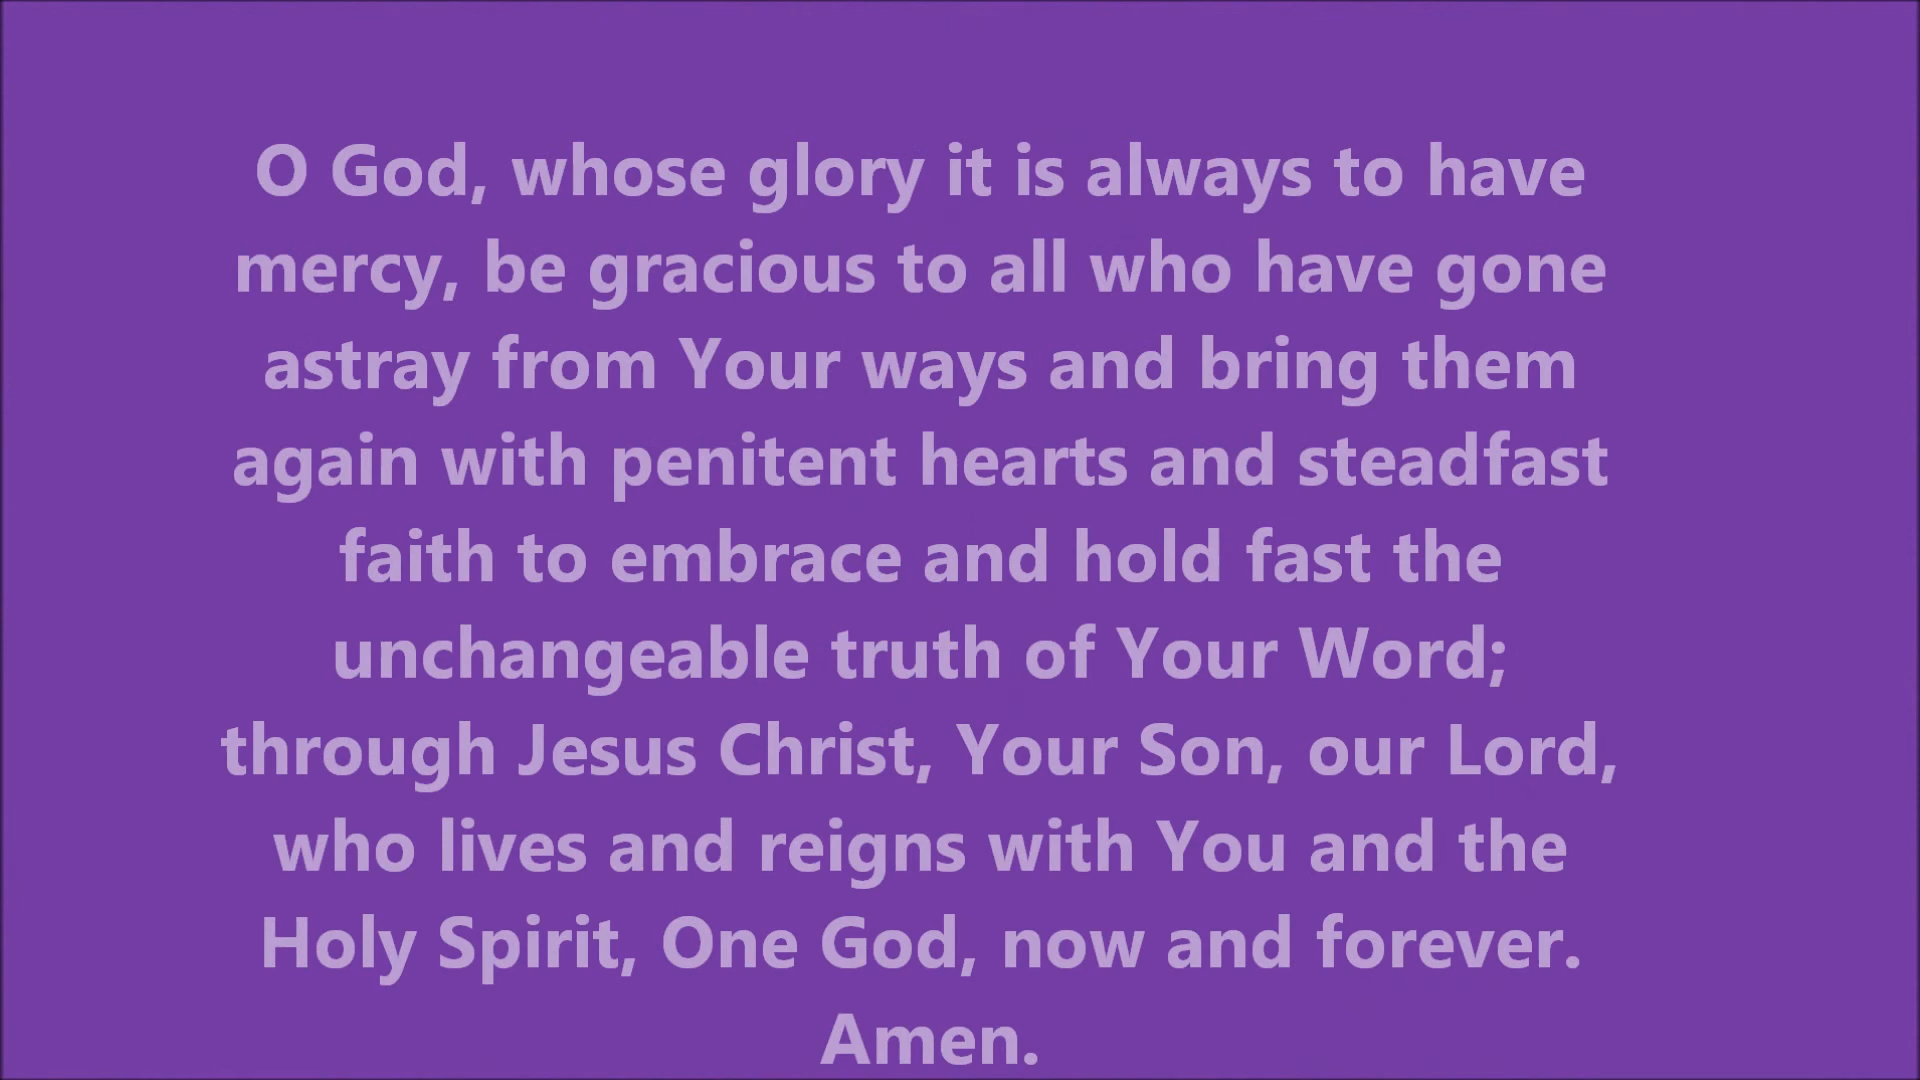 O God, whose glory it is always to have
mercy, be gracious to all who have gone
astray from Your ways and bring them
again with penitent hearts and steadfast
faith to embrace and hold fast the
unchangeable truth of Your Word;
through Jesus Christ, Your Son, our Lord,
who lives and reigns with You and the
Holy Spirit, One God, now and forever.
Amen.